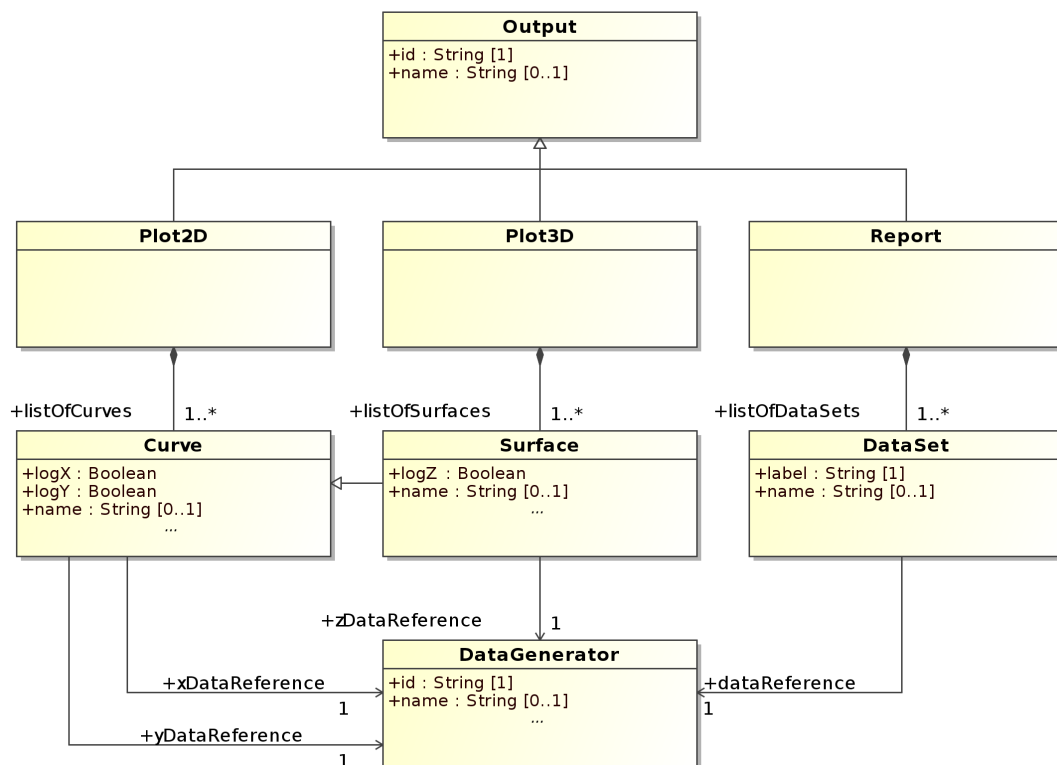 Output
+id : String [1]
+name : String [0..1]
Plot2D
Plot3D
Report
+listOfCurves
1..*
+listOfSurfaces
1..*
+listOfDataSets
1..*
Curve
+logX : Boolean
+logY : Boolean
+name : String [0..1]
...
Surface
+logZ : Boolean
+name : String [0..1]
...
DataSet
+label : String [1]
+name : String [0..1]
+zDataReference
1
DataGenerator
+id : String [1]
+name : String [0..1]
...
+xDataReference
1
+yDataReference
1
+dataReference
1